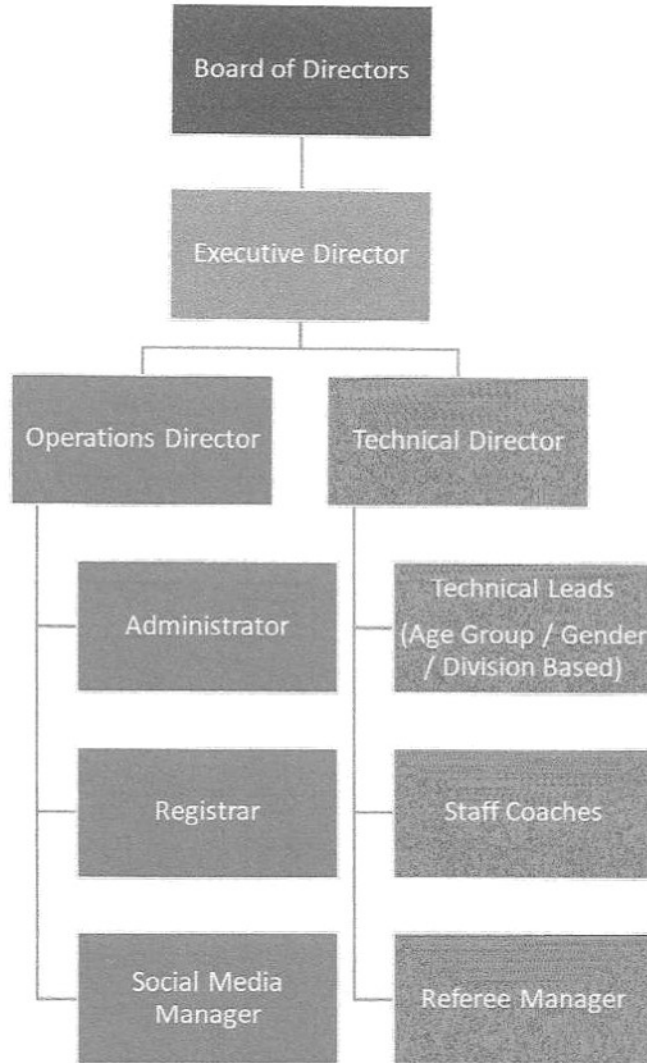 Board of Directors
Executive Director
Operations Director
Technical Director
Administrator
Technical Leads
(Age Group / Gender
/ Division Based)
Registrar
Staff Coaches
Social Media
Manager
Referee Manager